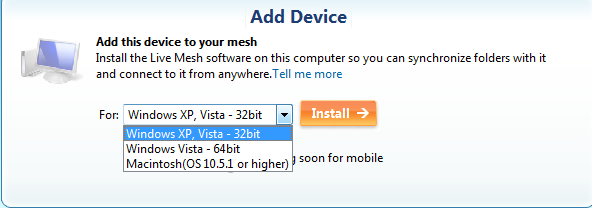 Add Device
Add this device to your mesh
Install the Live Mesh software on this computer so you can synchronize folders with it
and connect to it from anywhere.Tell me more
For: Windows XP, Vista - 32bit Install →
Windows XP, Vista - 32bit
Windows Vista - 64bit
Macintosh(OS 10.5.1 or higher)
soon for mobile